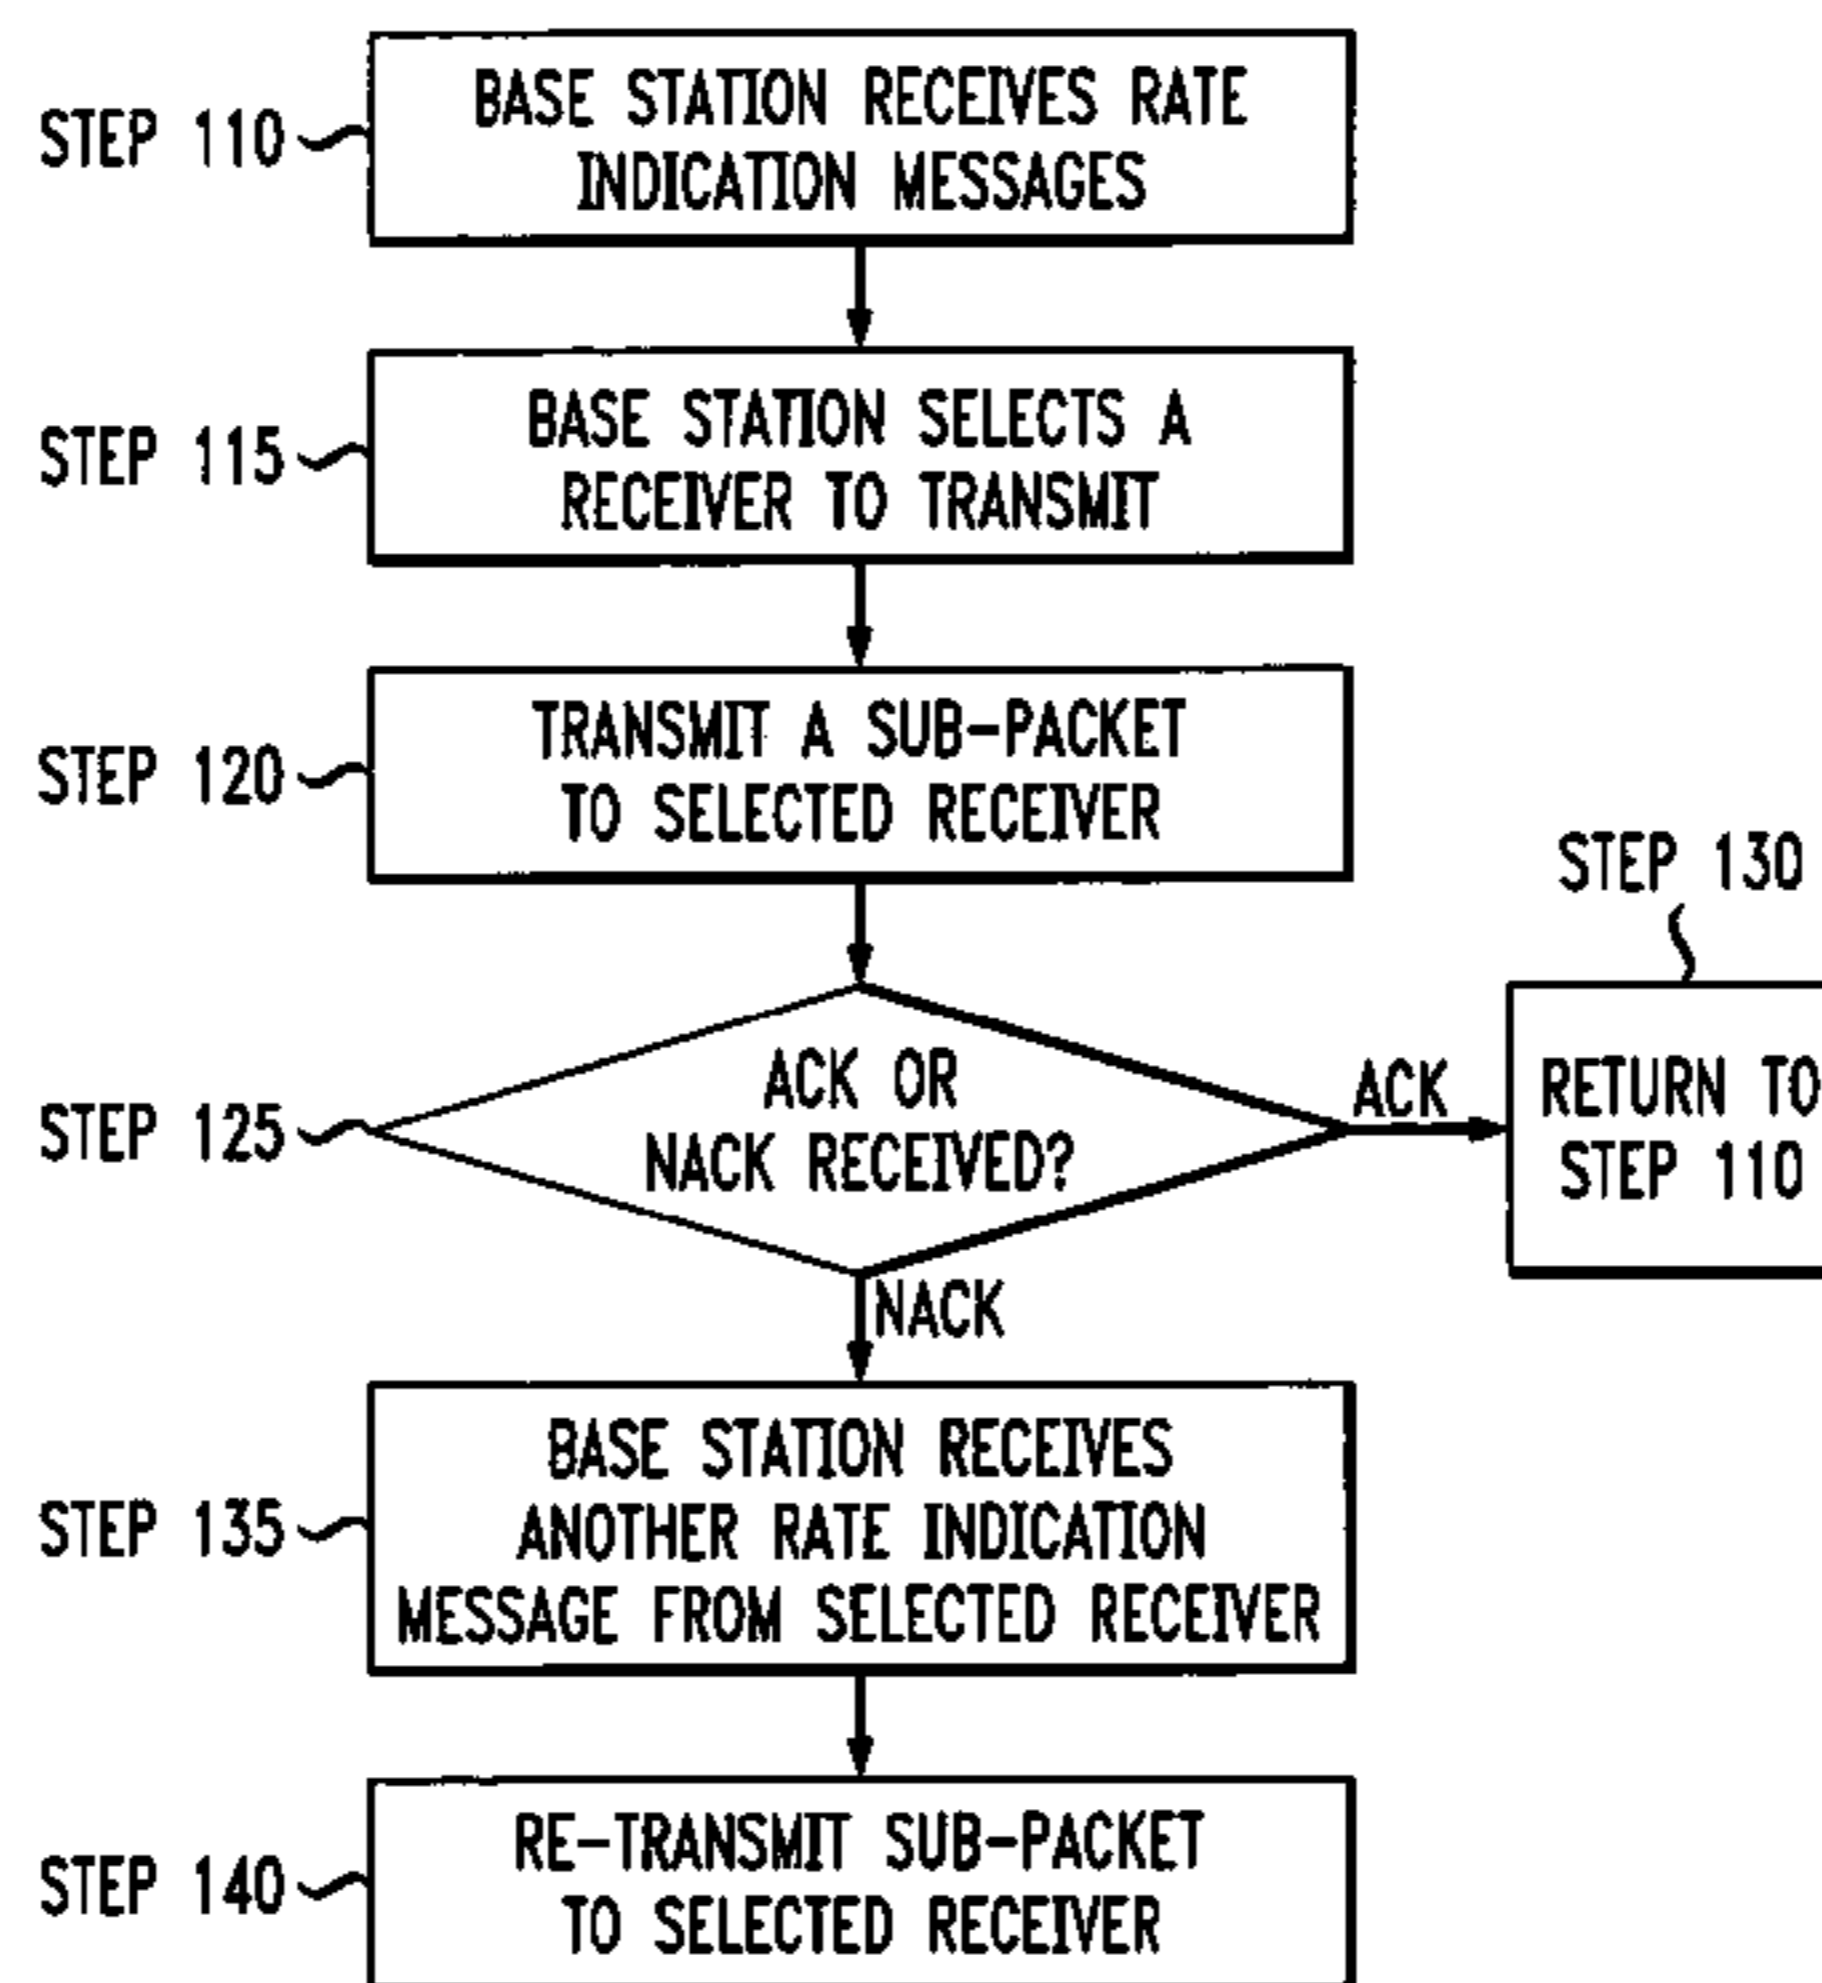 STEP 110
BASE STATION RECEIVES RATE
INDICATION MESSAGES
STEP 115
BASE STATION SELECTS A
RECEIVER TO TRANSMIT
STEP 120
TRANSMIT A SUB-PACKET
TO SELECTED RECEIVER
STEP 125
ACK OR
NACK RECEIVED?
ACK
STEP 130
RETURN TO
STEP 110
NACK
STEP 135
BASE STATION RECEIVES
ANOTHER RATE INDICATION
MESSAGE FROM SELECTED RECEIVER
STEP 140
RE-TRANSMIT SUB-PACKET
TO SELECTED RECEIVER